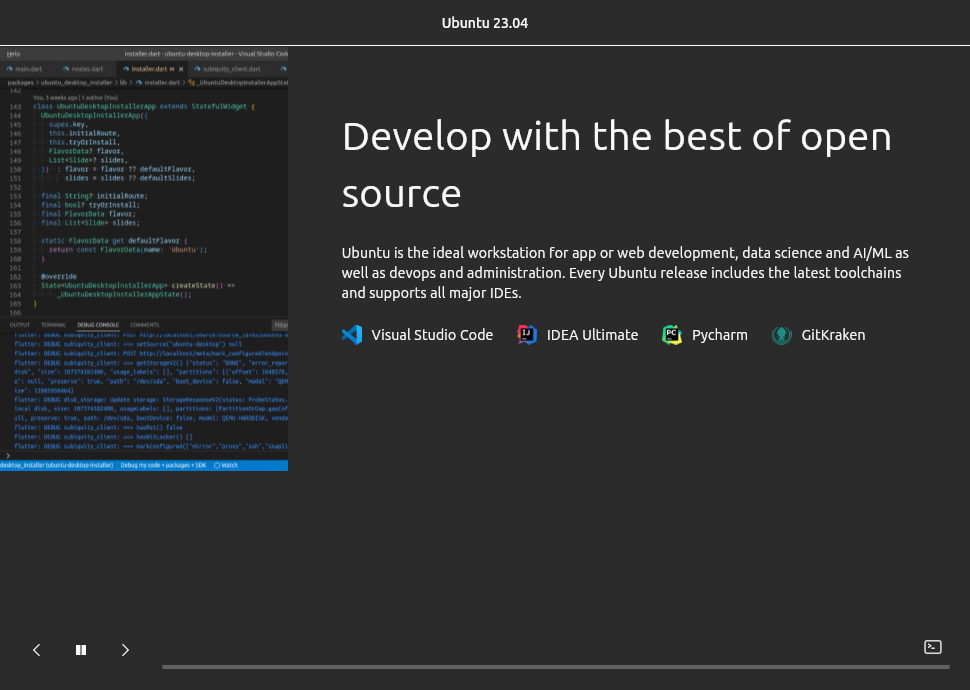 Ubuntu 23.04
Help
installer.dart - ubuntu-desktop-installer - Visual Studio Code
main.dart routes.dart installer.dart M × subiquity_client.dart
packages > ubuntu_desktop_installer > lib > installer.dart > _UbuntuDesktopInstallerAppStat
142
You, 3 weeks ago | 1 author (You)
143 class UbuntuDesktopInstallerApp extends StatefulWidget {
144 UbuntuDesktopInstallerApp({
145 super.key,
146 this.initialRoute,
147 this.tryOrInstall,
148 FlavorData? flavor,
149 List<Slide>? slides,
150 }) : flavor = flavor ?? defaultFlavor,
151 slides = slides ?? defaultSlides;
152
153 final String? initialRoute;
154 final bool? tryOrInstall;
155 final FlavorData flavor;
156 final List<Slide> slides;
157
158 static FlavorData get defaultFlavor {
159 return const FlavorData(name: 'Ubuntu');
160 }
161
162 @override
163 State<UbuntuDesktopInstallerApp> createState() =>
164 _UbuntuDesktopInstallerAppState();
165 }
166
OUTPUT TERMINAL DEBUG CONSOLE COMMENTS Filter
flutter: DEBUG subiquity_client: ==> setSource("ubuntu-desktop") null
flutter: DEBUG subiquity_client: POST http://localhost/meta/mark_configured?endpoin
flutter: DEBUG subiquity_client: ==> getStorageV2() {"status": "DONE", "error_repor
disk", "size": 107374182400, "usage_labels": [], "partitions": [{"offset": 1048576,
e": null, "preserve": true, "path": "/dev/sda", "boot_device": false, "model": "QEM
flutter: DEBUG disk_storage: Update storage: StorageResponseV2(status: ProbeStatus.
local disk, size: 107374182400, usageLabels: [], partitions: [PartitionOrGap.gap(of
ull, preserve: true, path: /dev/sda, bootDevice: false, model: QEMU HARDDISK, vendo
flutter: DEBUG subiquity_client: ==> hasRst() false
flutter: DEBUG subiquity_client: ==> hasBitLocker() []
flutter: DEBUG subiquity_client: ==> markConfigured(["mirror","proxy","ssh","snapli
desktop_installer (ubuntu-desktop-installer) Debug my code + packages + SDK Watch
Develop with the best of open
source
Ubuntu is the ideal workstation for app or web development, data science and AI/ML as
well as devops and administration. Every Ubuntu release includes the latest toolchains
and supports all major IDEs.
Visual Studio Code IDEA Ultimate Pycharm GitKraken